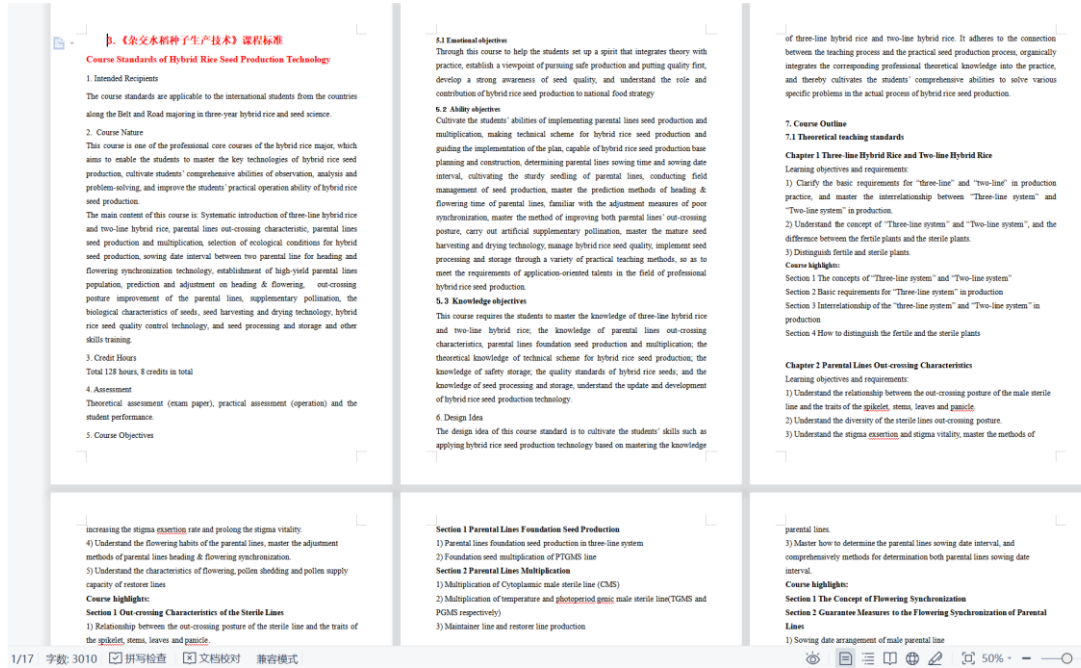 3.《杂交水稻种子生产技术》课程标准
Course Standards of Hybrid Rice Seed Production Technology
1. Intended Recipients
The course standards are applicable to the international students from the countries
along the Belt and Road majoring in three-year hybrid rice and seed science.
2. Course Nature
This course is one of the professional core courses of the hybrid rice major, which
aims to enable the students to master the key technologies of hybrid rice seed
production, cultivate students' comprehensive abilities of observation, analysis and
problem-solving, and improve the students' practical operation ability of hybrid rice
seed production.
The main content of this course is: Systematic introduction of three-line hybrid rice
and two-line hybrid rice, parental lines out-crossing characteristic, parental lines
seed production and multiplication, selection of ecological conditions for hybrid
seed production, sowing date interval between two parental line for heading and
flowering synchronization technology, establishment of high-yield parental lines
population, prediction and adjustment on heading & flowering, out-crossing
posture improvement of the parental lines, supplementary pollination, the
biological characteristics of seeds, seed harvesting and drying technology, hybrid
rice seed quality control technology, and seed processing and storage and other
skills training.
3. Credit Hours
Total 128 hours, 8 credits in total
4. Assessment
Theoretical assessment (exam paper), practical assessment (operation) and the
student performance.
5. Course Objectives
5.1 Emotional objectives
Through this course to help the students set up a spirit that integrates theory with
practice, establish a viewpoint of pursuing safe production and putting quality first,
develop a strong awareness of seed quality, and understand the role and
contribution of hybrid rice seed production to national food strategy
5.2 Ability objectives
Cultivate the students' abilities of implementing parental lines seed production and
multiplication, making technical scheme for hybrid rice seed production and
guiding the implementation of the plan, capable of hybrid rice seed production base
planning and construction, determining parental lines sowing time and sowing date
interval, cultivating the sturdy seedling of parental lines, conducting field
management of seed production, master the prediction methods of heading &
flowering time of parental lines, familiar with the adjustment measures of poor
synchronization, master the method of improving both parental lines' out-crossing
posture, carry out artificial supplementary pollination, master the mature seed
harvesting and drying technology, manage hybrid rice seed quality, implement seed
processing and storage through a variety of practical teaching methods, so as to
meet the requirements of application-oriented talents in the field of professional
hybrid rice seed production.
5.3 Knowledge objectives
This course requires the students to master the knowledge of three-line hybrid rice
and two-line hybrid rice; the knowledge of parental lines out-crossing
characteristics, parental lines foundation seed production and multiplication; the
theoretical knowledge of technical scheme for hybrid rice seed production; the
knowledge of safety storage; the quality standards of hybrid rice seeds; and the
knowledge of seed processing and storage, understand the update and development
of hybrid rice seed production technology.
6. Design Idea
The design idea of this course standard is to cultivate the students' skills such as
applying hybrid rice seed production technology based on mastering the knowledge
of three-line hybrid rice and two-line hybrid rice. It adheres to the connection
between the teaching process and the practical seed production process, organically
integrates the corresponding professional theoretical knowledge into the practice,
and thereby cultivates the students' comprehensive abilities to solve various
specific problems in the actual process of hybrid rice seed production.
7. Course Outline
7.1 Theoretical teaching standards
Chapter 1 Three-line Hybrid Rice and Two-line Hybrid Rice
Learning objectives and requirements:
1) Clarify the basic requirements for "three-line" and "two-line" in production
practice, and master the interrelationship between "Three-line system" and
"Two-line system" in production.
2) Understand the concept of "Three-line system" and "Two-line system", and the
difference between the fertile plants and the sterile plants.
3) Distinguish fertile and sterile plants.
Course highlights:
Section 1 The concepts of "Three-line system" and "Two-line system"
Section 2 Basic requirements for "Three-line system" in production
Section 3 Interrelationship of the "three-line system" and "Two-line system" in
production
Section 4 How to distinguish the fertile and the sterile plants
Chapter 2 Parental Lines Out-crossing Characteristics
Learning objectives and requirements:
1) Understand the relationship between the out-crossing posture of the male sterile
line and the traits of the spikelet, stems, leaves and panicle.
2) Understand the diversity of the sterile lines out-crossing posture.
3) Understand the stigma exsertion and stigma vitality, master the methods of
increasing the stigma exsertion rate and prolong the stigma vitality.
4) Understand the flowering habits of the parental lines, master the adjustment
methods of parental lines heading & flowering synchronization.
5) Understand the characteristics of flowering, pollen shedding and pollen supply
capacity of restorer lines
Course highlights:
Section 1 Out-crossing Characteristics of the Sterile Lines
1) Relationship between the out-crossing posture of the sterile line and the traits of
the spikelet, stems, leaves and panicle.
Section 1 Parental Lines Foundation Seed Production
1) Parental lines foundation seed production in three-line system
2) Foundation seed multiplication of PTGMS line
Section 2 Parental Lines Multiplication
1) Multiplication of Cytoplasmic male sterile line (CMS)
2) Multiplication of temperature and photoperiod genic male sterile line(TGMS and
PGMS respectively)
3) Maintainer line and restorer line production
parental lines.
3) Master how to determine the parental lines sowing date interval, and
comprehensively methods for determination both parental lines sowing date
interval.
Course highlights:
Section 1 The Concept of Flowering Synchronization
Section 2 Guarantee Measures to the Flowering Synchronization of Parental
Lines
1) Sowing date arrangement of male parental line
1/17 字数: 3010 拼写检查 文档校对 兼容模式 50%